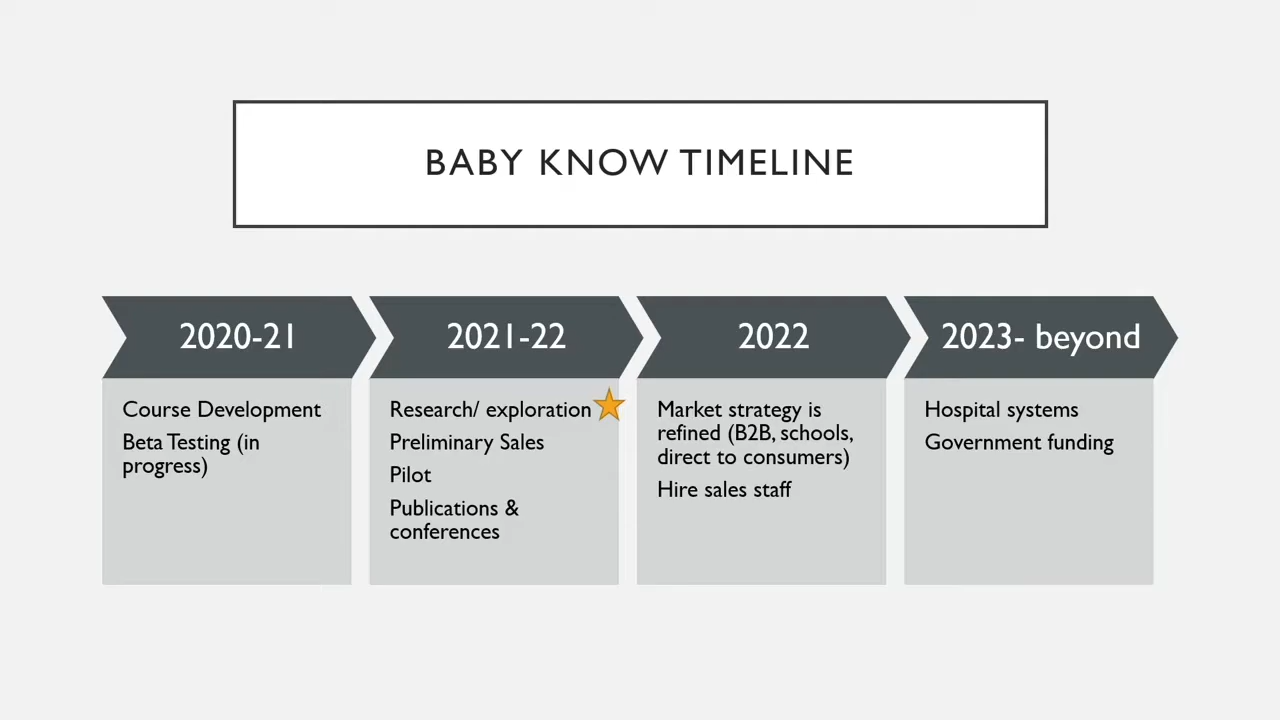 BABY KNOW TIMELINE
2020-21
Course Development
Beta Testing (in
progress)
2021-22
Research/ exploration
Preliminary Sales
Pilot
Publications &
conferences
2022
Market strategy is
refined (B2B, schools,
direct to consumers)
Hire sales staff
2023- beyond
Hospital systems
Government funding